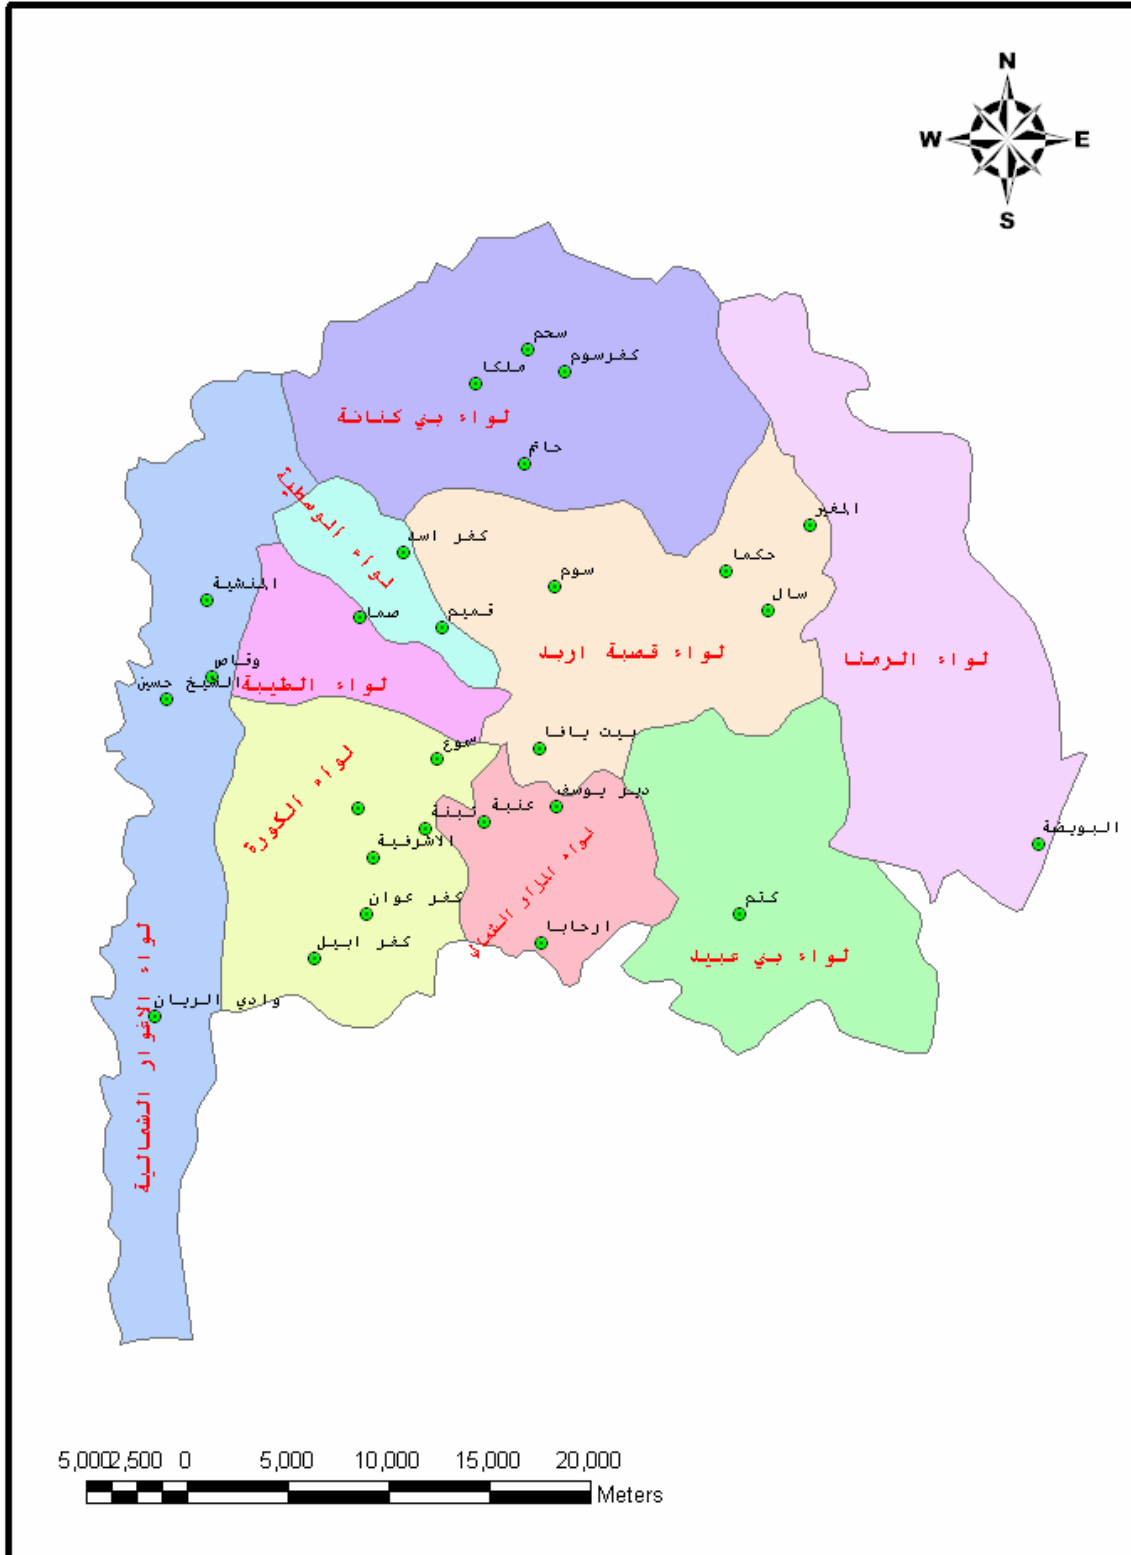 N
W E
S
سحم
كفرسوم
ملكا
لواء بني كنانة
حاتم
لواء الوسطية
المغير
كفر اسد
حكما
سوم
المنشية
سال
صما
قميم
لواء قصبة اربد
لواء الرمثا
وقاص
الشيخ حسين
لواء الطيبة
بيت يافا
سوع
لواء الكورة
دير يوسف
عنبة
تبنة
البويضة
الاشرفية
لواء المزار الشمالي
كفر عوان
كتم
ارحابا
كفر ابيل
لواء بني عبيد
وادي الريان
لواء الاغوار الشمالية
5,000 2,500 0 5,000 10,000 15,000 20,000
Meters